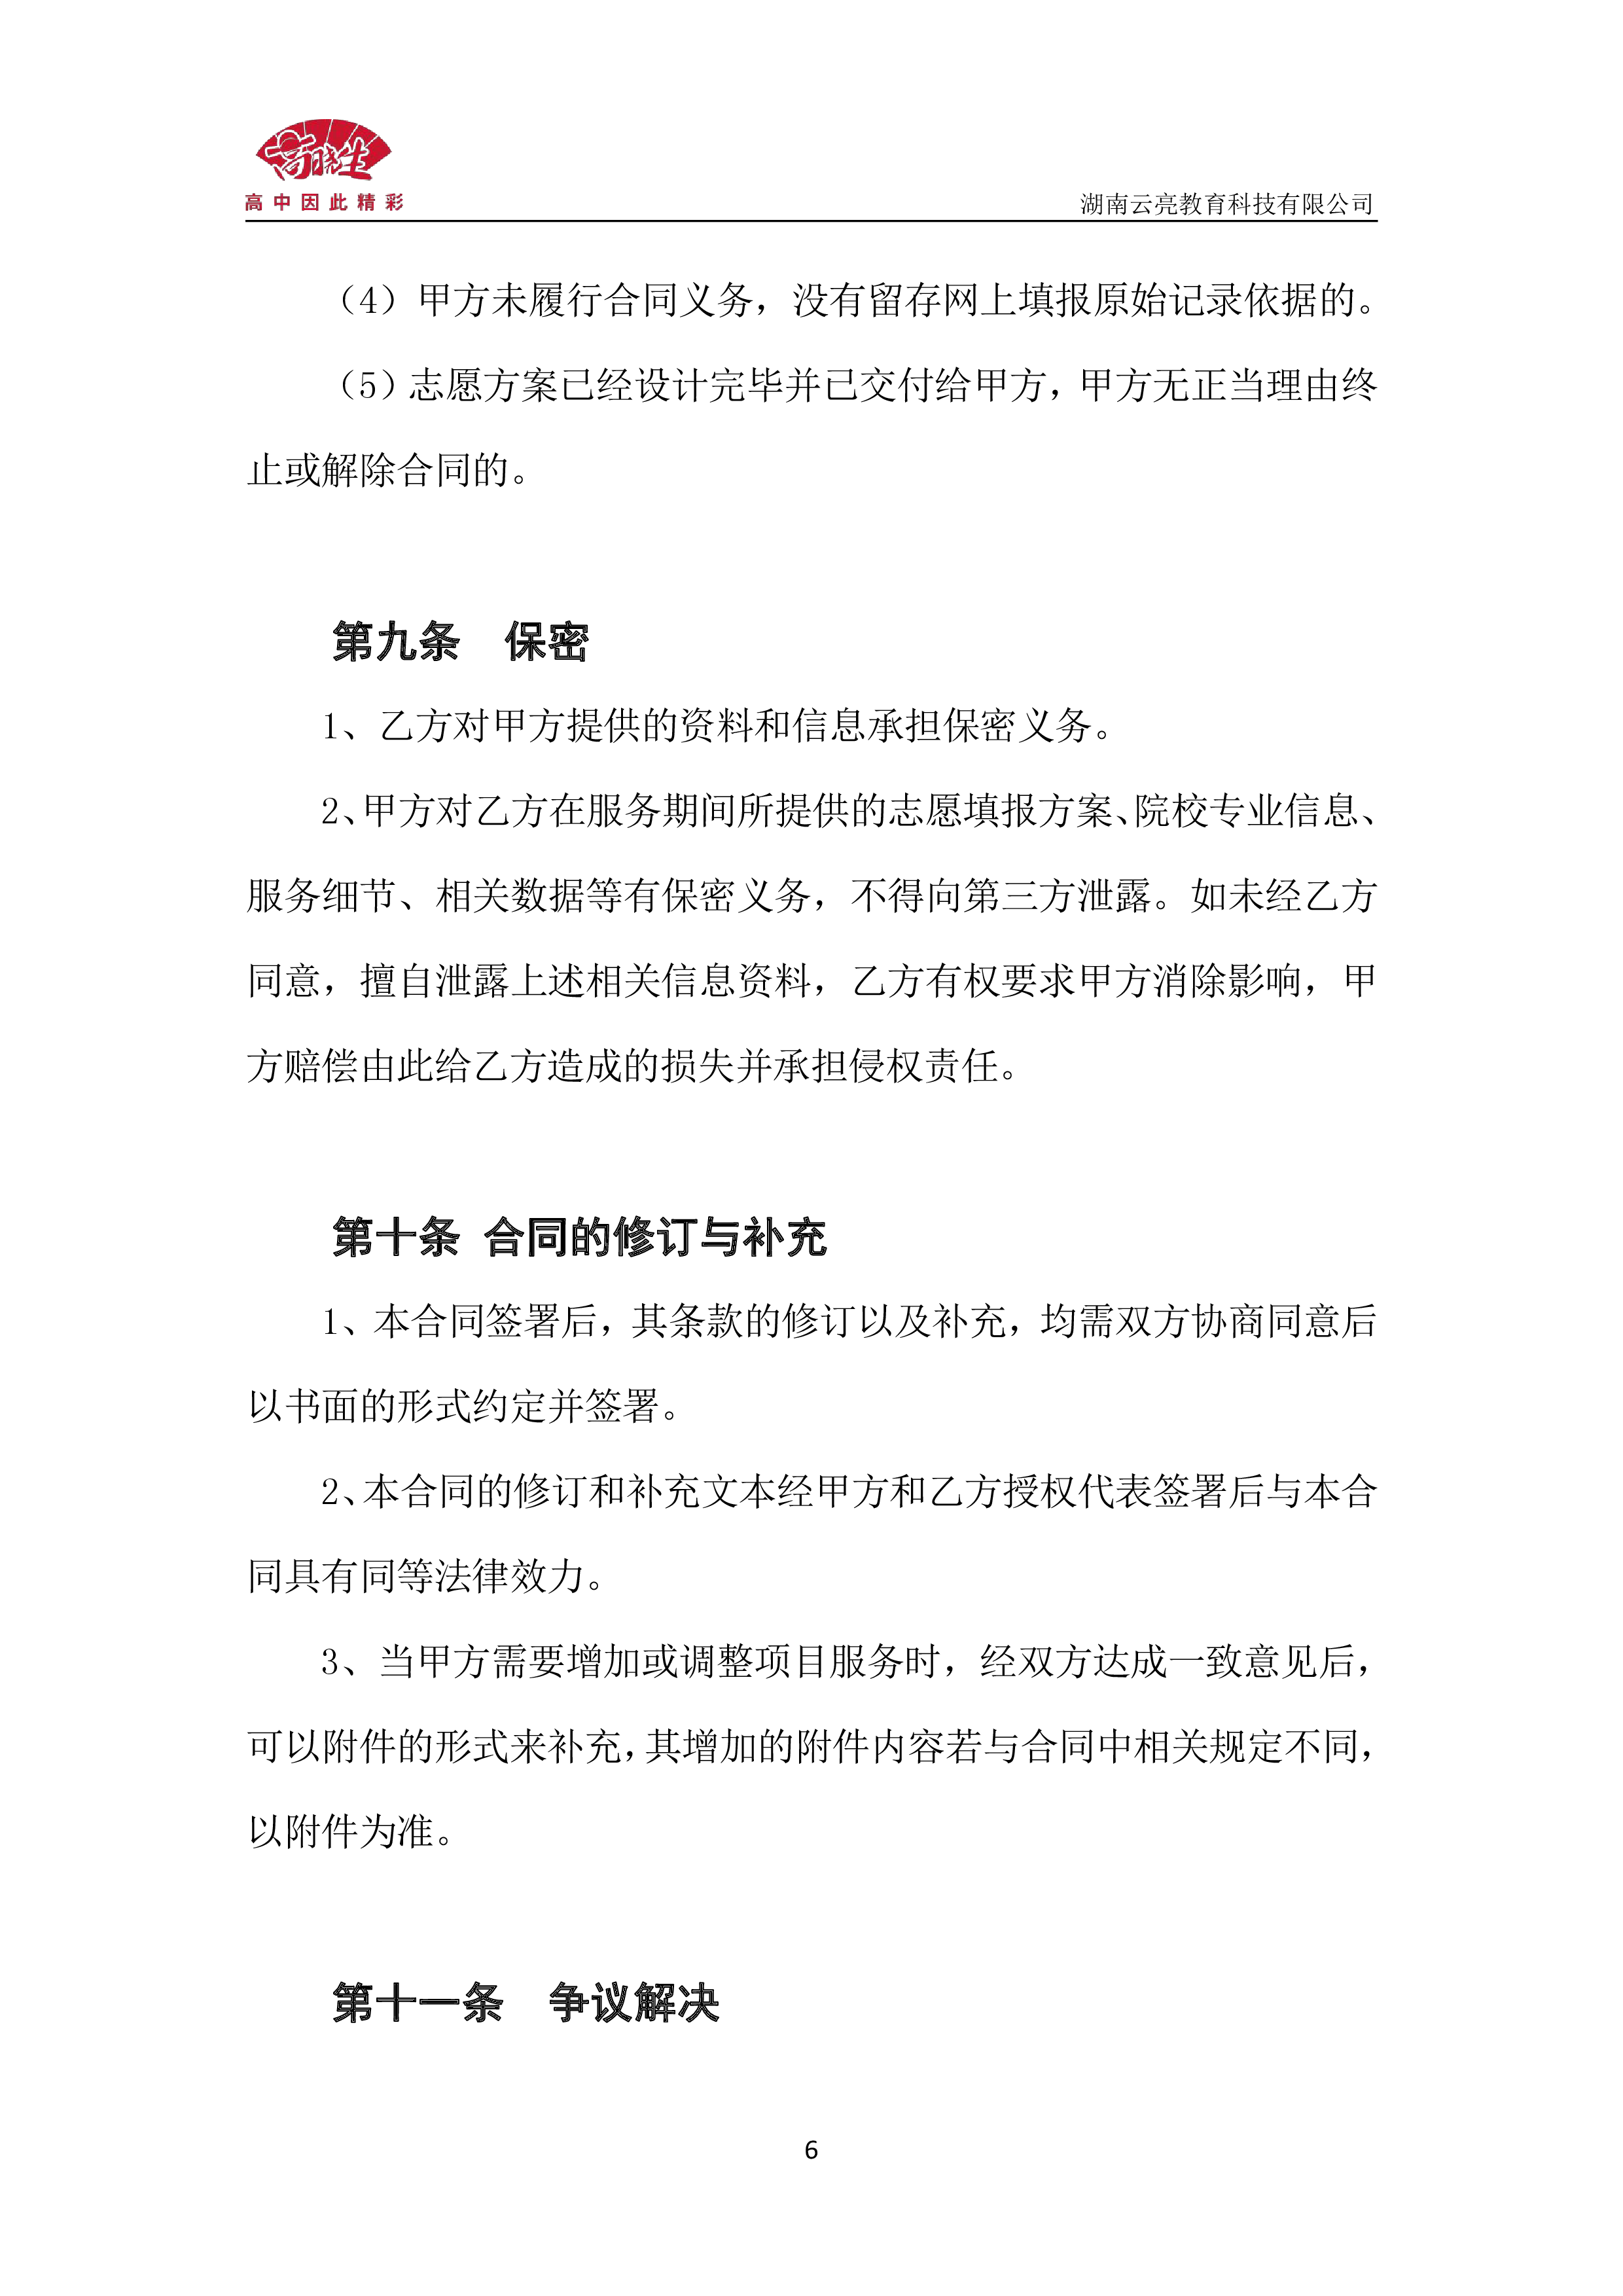 高晓生
高中因此精彩
湖南云亮教育科技有限公司
（4）甲方未履行合同义务，没有留存网上填报原始记录依据的。
（5）志愿方案已经设计完毕并已交付给甲方，甲方无正当理由终
止或解除合同的。
第九条　保密
1、乙方对甲方提供的资料和信息承担保密义务。
2、甲方对乙方在服务期间所提供的志愿填报方案、院校专业信息、
服务细节、相关数据等有保密义务，不得向第三方泄露。如未经乙方
同意，擅自泄露上述相关信息资料，乙方有权要求甲方消除影响，甲
方赔偿由此给乙方造成的损失并承担侵权责任。
第十条 合同的修订与补充
1、本合同签署后，其条款的修订以及补充，均需双方协商同意后
以书面的形式约定并签署。
2、本合同的修订和补充文本经甲方和乙方授权代表签署后与本合
同具有同等法律效力。
3、当甲方需要增加或调整项目服务时，经双方达成一致意见后，
可以附件的形式来补充，其增加的附件内容若与合同中相关规定不同，
以附件为准。
第十一条　争议解决
6